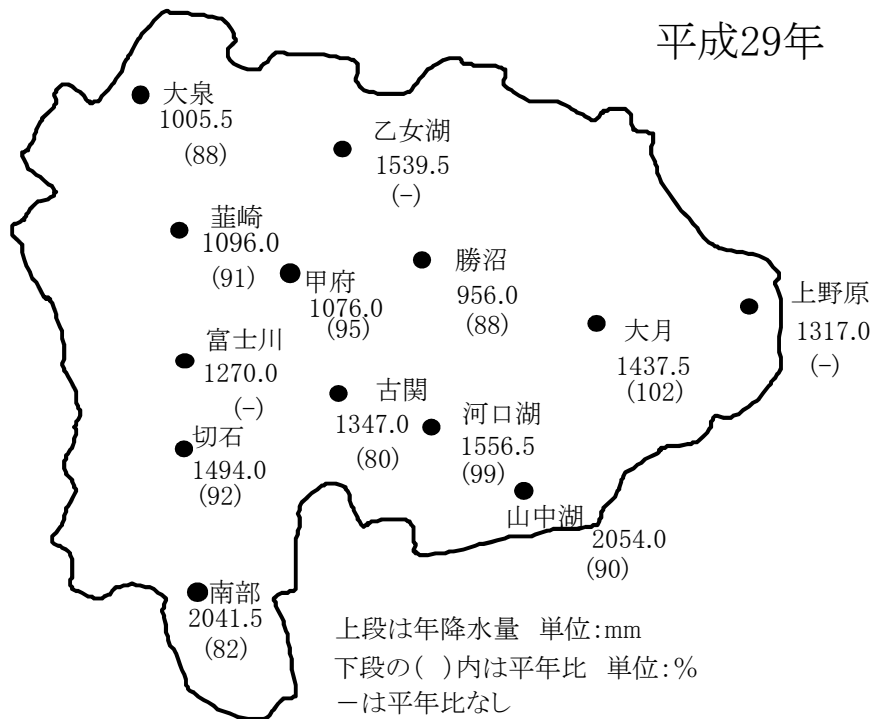 平成29年
大泉
1005.5
(88)
乙女湖
1539.5
(-)
韮崎
1096.0
(91)
甲府
1076.0
(95)
勝沼
956.0
(88)
上野原
1317.0
(-)
大月
1437.5
(102)
富士川
1270.0
(-)
古関
1347.0
(80)
河口湖
1556.5
(99)
切石
1494.0
(92)
山中湖
2054.0
(90)
南部
2041.5
(82)
上段は年降水量 単位:mm
下段の( )内は平年比 単位:%
－は平年比なし